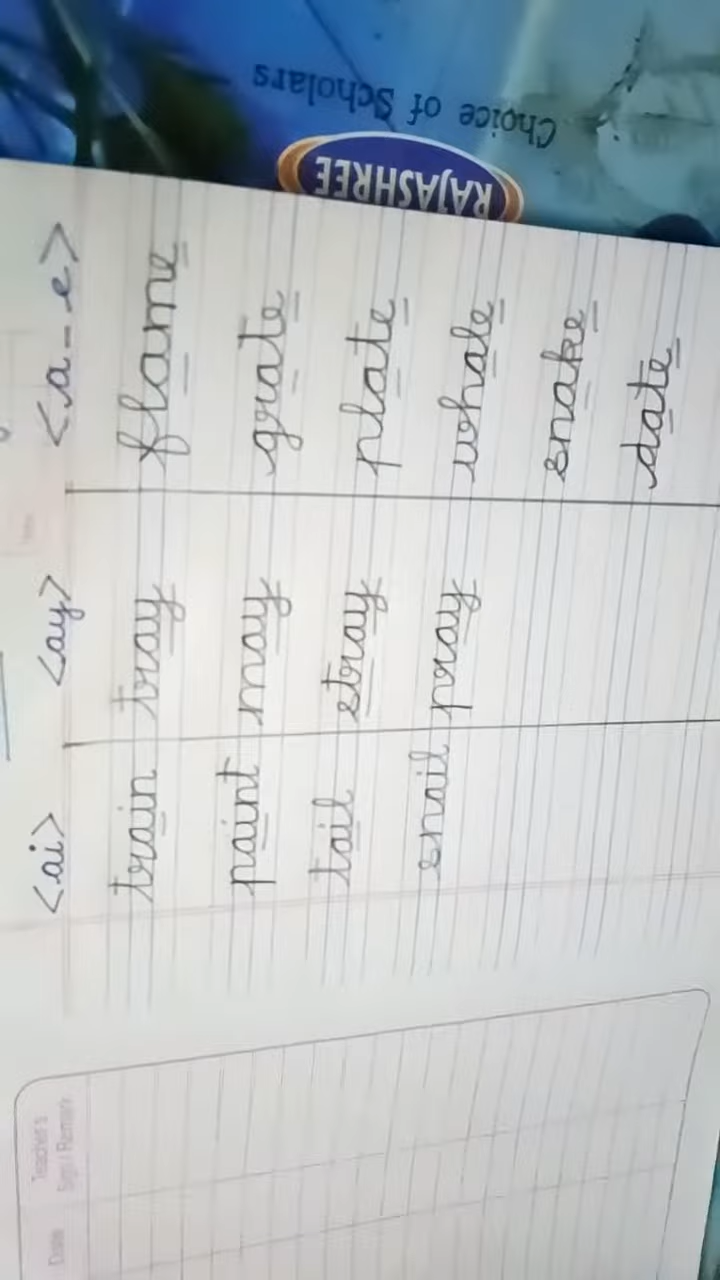 Choice of Scholars
RAJASHREE
<ai> <ay> <a-e>
train tray flame
paint may grate
tail stray plate
snail pray whale
snake
date
Date
Teacher's
Sign / Remark